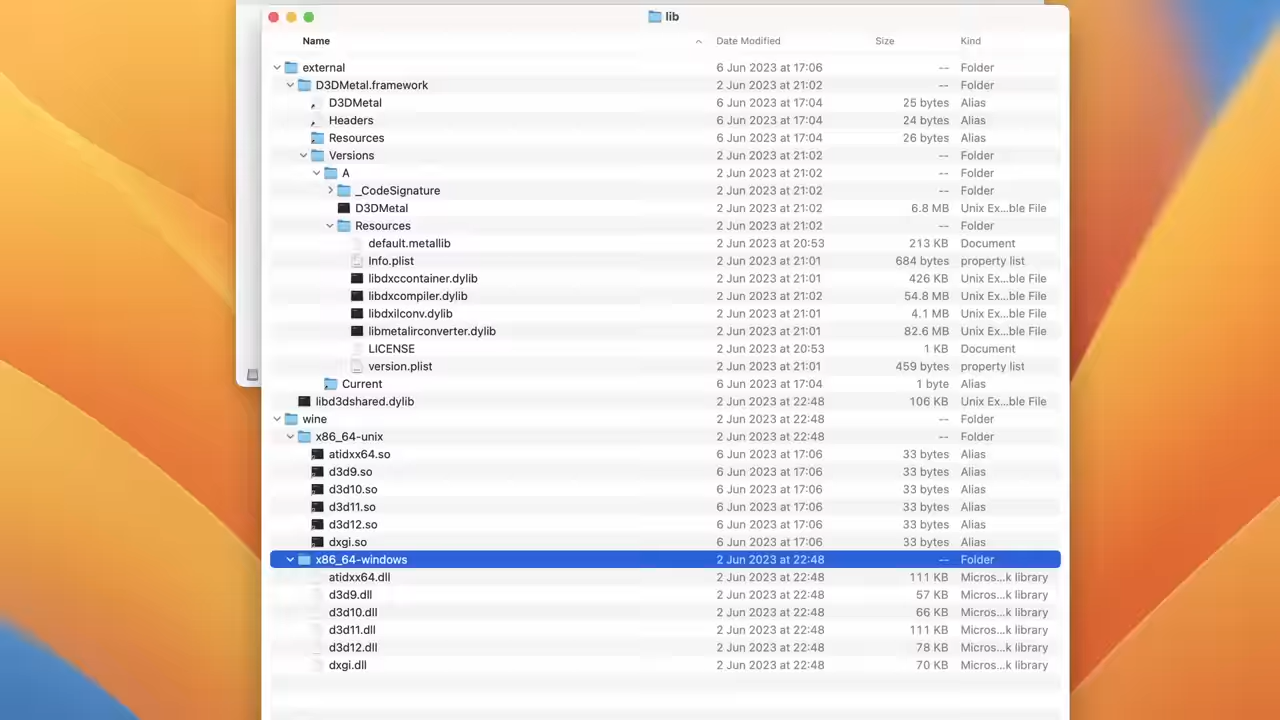 lib
Name Date Modified Size Kind
external 6 Jun 2023 at 17:06 -- Folder
D3DMetal.framework 2 Jun 2023 at 21:02 -- Folder
D3DMetal 6 Jun 2023 at 17:04 25 bytes Alias
Headers 6 Jun 2023 at 17:04 24 bytes Alias
Resources 6 Jun 2023 at 17:04 26 bytes Alias
Versions 2 Jun 2023 at 21:02 -- Folder
A 2 Jun 2023 at 21:02 -- Folder
_CodeSignature 2 Jun 2023 at 21:02 -- Folder
D3DMetal 2 Jun 2023 at 21:02 6.8 MB Unix Ex...ble File
Resources 2 Jun 2023 at 21:02 -- Folder
default.metallib 2 Jun 2023 at 20:53 213 KB Document
Info.plist 2 Jun 2023 at 21:01 684 bytes property list
libdxccontainer.dylib 2 Jun 2023 at 21:01 426 KB Unix Ex...ble File
libdxcompiler.dylib 2 Jun 2023 at 21:02 54.8 MB Unix Ex...ble File
libdxilconv.dylib 2 Jun 2023 at 21:01 4.1 MB Unix Ex...ble File
libmetalirconverter.dylib 2 Jun 2023 at 21:01 82.6 MB Unix Ex...ble File
LICENSE 2 Jun 2023 at 20:53 1 KB Document
version.plist 2 Jun 2023 at 21:01 459 bytes property list
Current 6 Jun 2023 at 17:04 1 byte Alias
libd3dshared.dylib 2 Jun 2023 at 22:48 106 KB Unix Ex...ble File
wine 2 Jun 2023 at 22:48 -- Folder
x86_64-unix 2 Jun 2023 at 22:48 -- Folder
atidxx64.so 6 Jun 2023 at 17:06 33 bytes Alias
d3d9.so 6 Jun 2023 at 17:06 33 bytes Alias
d3d10.so 6 Jun 2023 at 17:06 33 bytes Alias
d3d11.so 6 Jun 2023 at 17:06 33 bytes Alias
d3d12.so 6 Jun 2023 at 17:06 33 bytes Alias
dxgi.so 6 Jun 2023 at 17:06 33 bytes Alias
x86_64-windows 2 Jun 2023 at 22:48 -- Folder
atidxx64.dll 2 Jun 2023 at 22:48 111 KB Micros...k library
d3d9.dll 2 Jun 2023 at 22:48 57 KB Micros...k library
d3d10.dll 2 Jun 2023 at 22:48 66 KB Micros...k library
d3d11.dll 2 Jun 2023 at 22:48 111 KB Micros...k library
d3d12.dll 2 Jun 2023 at 22:48 78 KB Micros...k library
dxgi.dll 2 Jun 2023 at 22:48 70 KB Micros...k library